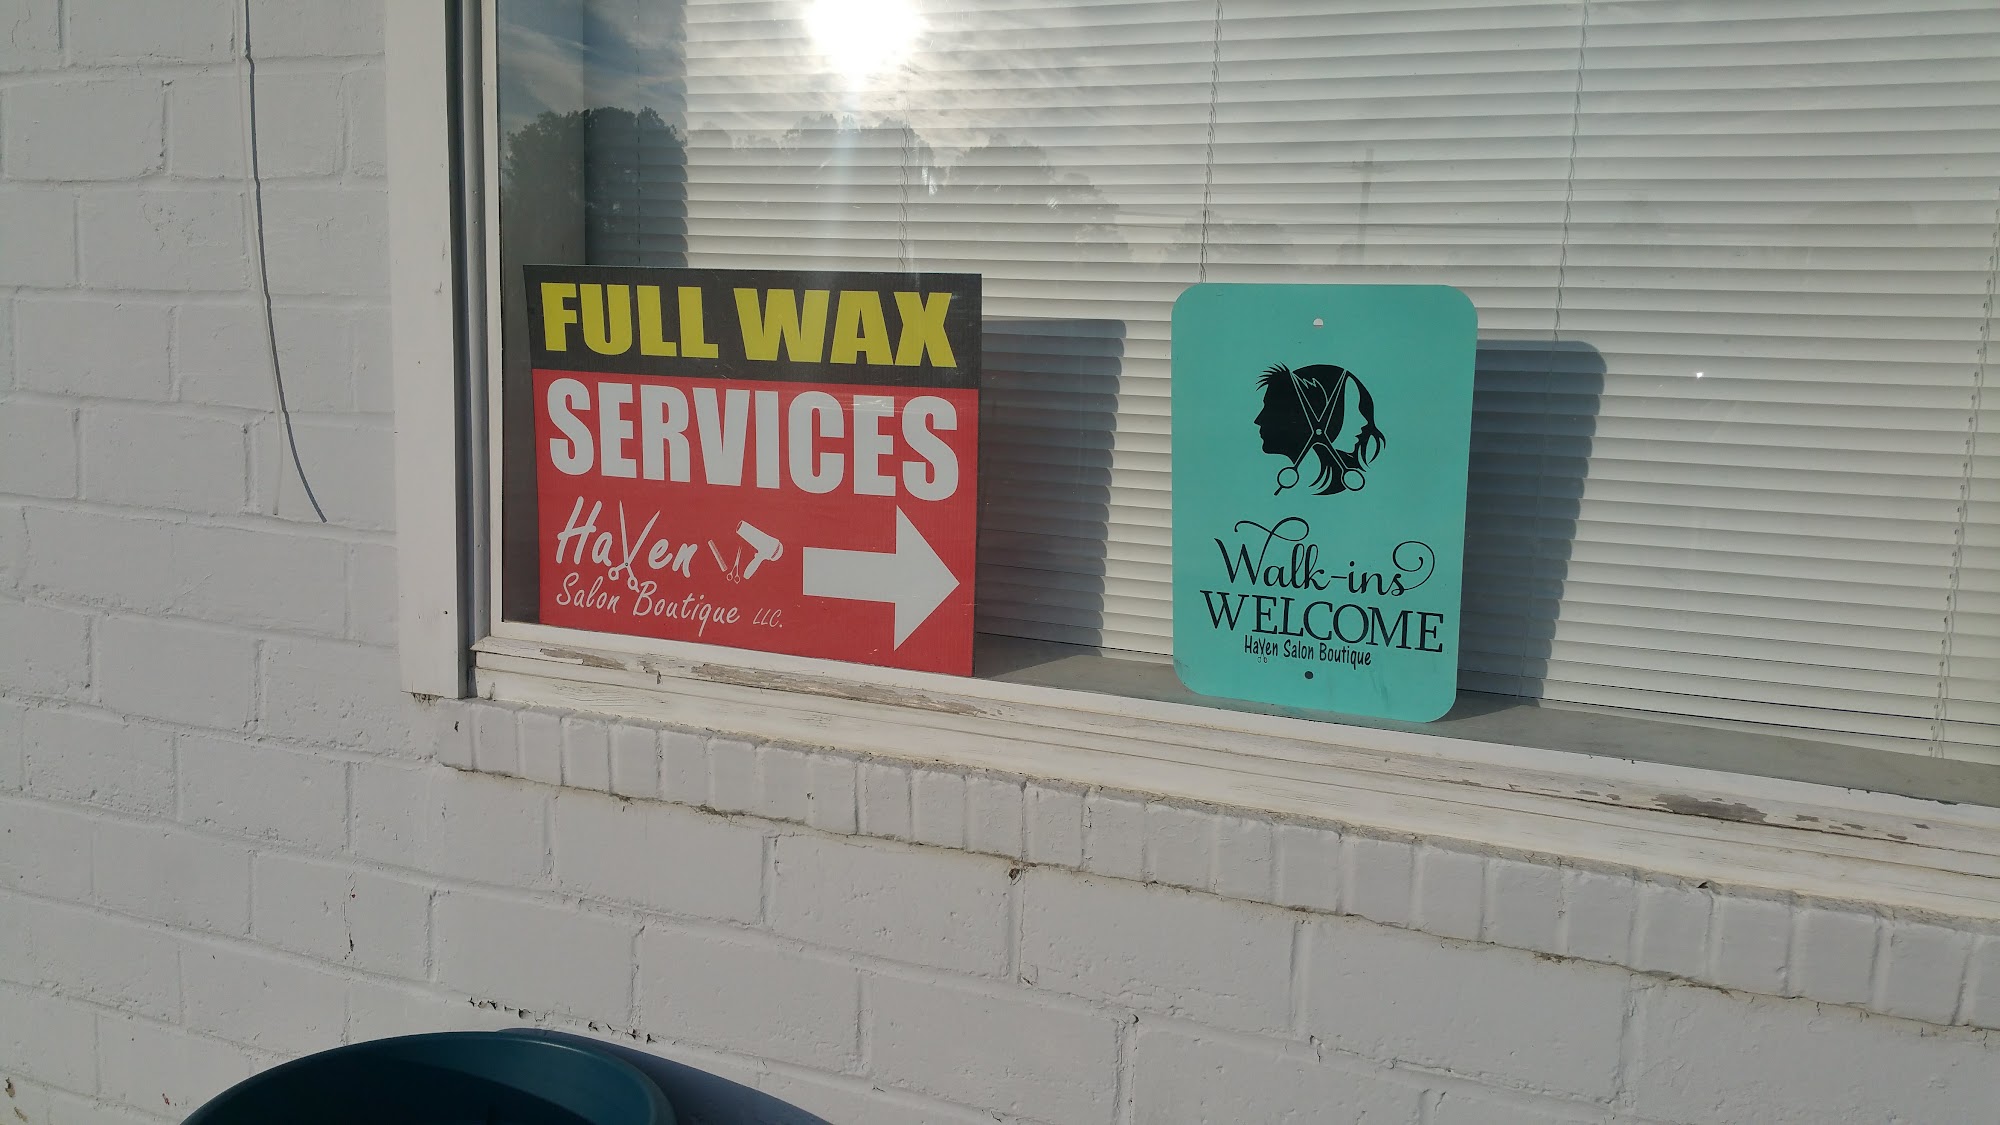 FULL WAX
SERVICES
Haven
Salon Boutique LLC.
Walk-ins
WELCOME
Haven Salon Boutique